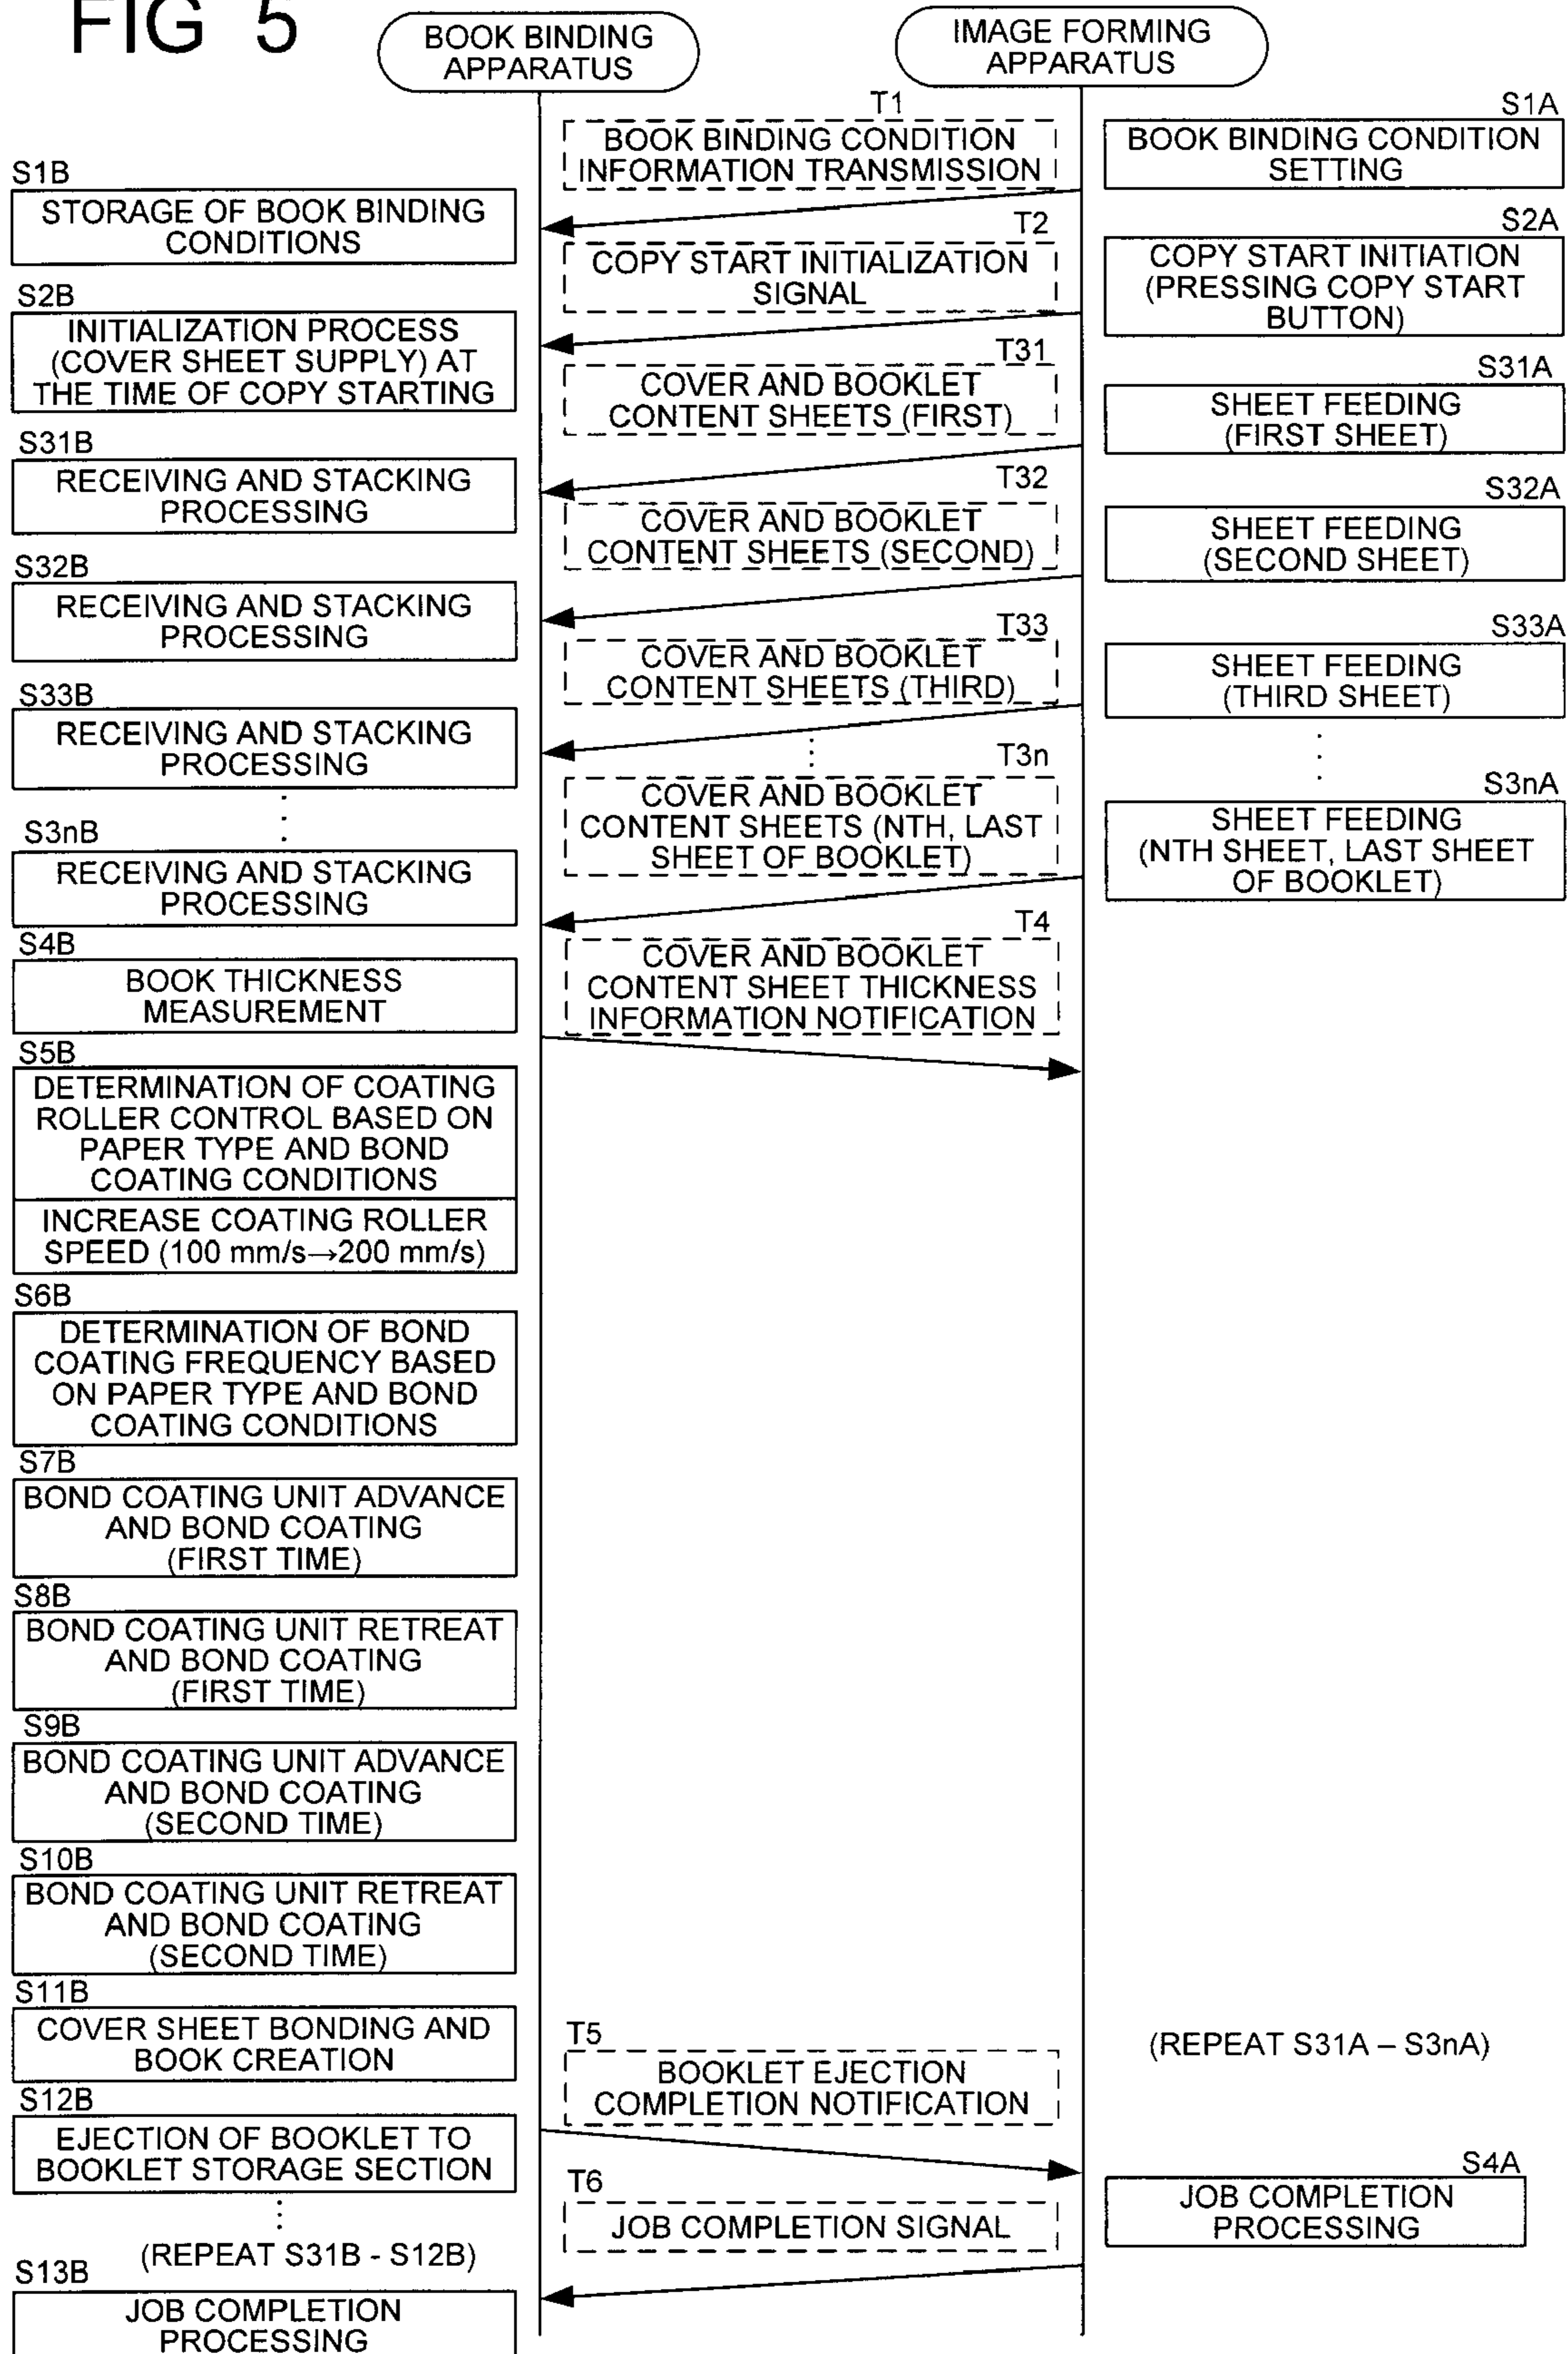 FIG 5
BOOK BINDING
APPARATUS
IMAGE FORMING
APPARATUS
T1
BOOK BINDING CONDITION
INFORMATION TRANSMISSION
S1A
BOOK BINDING CONDITION
SETTING
S1B
STORAGE OF BOOK BINDING
CONDITIONS
T2
COPY START INITIALIZATION
SIGNAL
S2A
COPY START INITIATION
(PRESSING COPY START
BUTTON)
S2B
INITIALIZATION PROCESS
(COVER SHEET SUPPLY) AT
THE TIME OF COPY STARTING
T31
COVER AND BOOKLET
CONTENT SHEETS (FIRST)
S31A
SHEET FEEDING
(FIRST SHEET)
S31B
RECEIVING AND STACKING
PROCESSING
T32
COVER AND BOOKLET
CONTENT SHEETS (SECOND)
S32A
SHEET FEEDING
(SECOND SHEET)
S32B
RECEIVING AND STACKING
PROCESSING
T33
COVER AND BOOKLET
CONTENT SHEETS (THIRD)
S33A
SHEET FEEDING
(THIRD SHEET)
S33B
RECEIVING AND STACKING
PROCESSING
T3n
COVER AND BOOKLET
CONTENT SHEETS (NTH, LAST
SHEET OF BOOKLET)
S3nA
SHEET FEEDING
(NTH SHEET, LAST SHEET
OF BOOKLET)
S3nB
RECEIVING AND STACKING
PROCESSING
T4
COVER AND BOOKLET
CONTENT SHEET THICKNESS
INFORMATION NOTIFICATION
S4B
BOOK THICKNESS
MEASUREMENT
S5B
DETERMINATION OF COATING
ROLLER CONTROL BASED ON
PAPER TYPE AND BOND
COATING CONDITIONS
INCREASE COATING ROLLER
SPEED (100 mm/s→200 mm/s)
S6B
DETERMINATION OF BOND
COATING FREQUENCY BASED
ON PAPER TYPE AND BOND
COATING CONDITIONS
S7B
BOND COATING UNIT ADVANCE
AND BOND COATING
(FIRST TIME)
S8B
BOND COATING UNIT RETREAT
AND BOND COATING
(FIRST TIME)
S9B
BOND COATING UNIT ADVANCE
AND BOND COATING
(SECOND TIME)
S10B
BOND COATING UNIT RETREAT
AND BOND COATING
(SECOND TIME)
S11B
COVER SHEET BONDING AND
BOOK CREATION
T5
BOOKLET EJECTION
COMPLETION NOTIFICATION
(REPEAT S31A – S3nA)
S12B
EJECTION OF BOOKLET TO
BOOKLET STORAGE SECTION
T6
JOB COMPLETION SIGNAL
S4A
JOB COMPLETION
PROCESSING
(REPEAT S31B - S12B)
S13B
JOB COMPLETION
PROCESSING